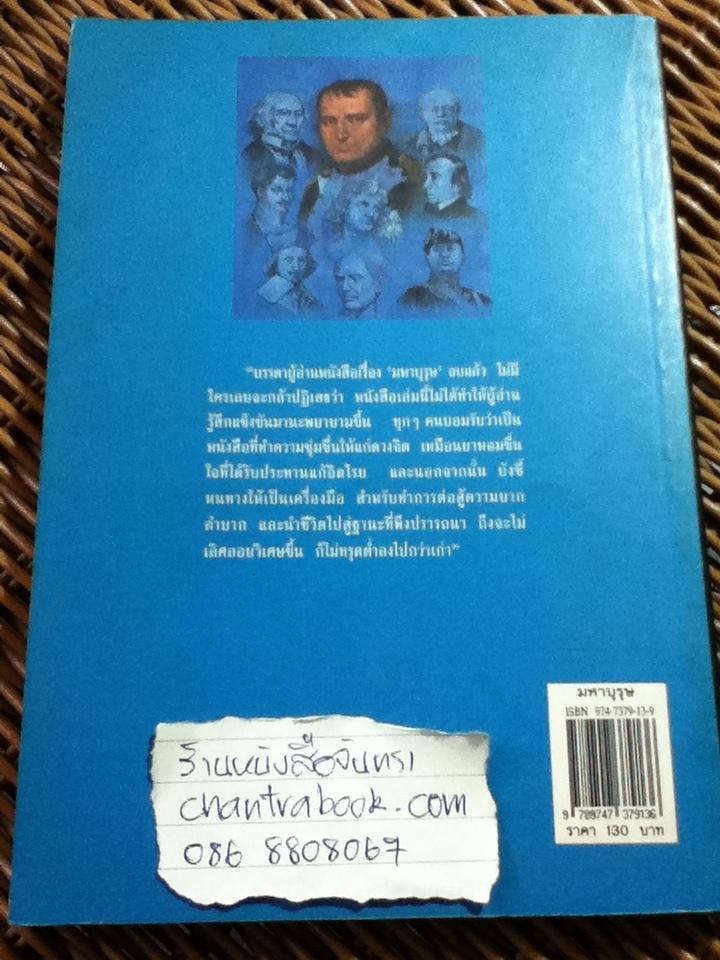 "บรรดาผู้อ่านหนังสือเรื่อง 'มหาบุรุษ' จบแล้ว ไม่มี
ใครเลยจะกล้าปฏิเสธว่า หนังสือเล่มนี้ไม่ได้ทำให้ผู้อ่าน
รู้สึกแข็งขันมานะพยายามขึ้น ทุกๆ คนยอมรับว่าเป็น
หนังสือที่ทำความชุ่มชื่นให้แก่ดวงจิต เหมือนยาหอมชื่น
ใจที่ได้รับประทานแก้อิดโรย และนอกจากนั้น ยังชี้
หนทางให้เป็นเครื่องมือ สำหรับทำการต่อสู้ความยาก
ลำบาก และนำชีวิตไปสู่ฐานะที่พึงปรารถนา ถึงจะไม่
เลิศลอยวิเศษขึ้น ก็ไม่ทรุดต่ำลงไปกว่าเก่า"
มหาบุรุษ
ISBN 974-7379-13-9
9 789747 379136
ราคา 130 บาท
ร้านหนังสือจันทรา
chantrabook.com
086 8808067